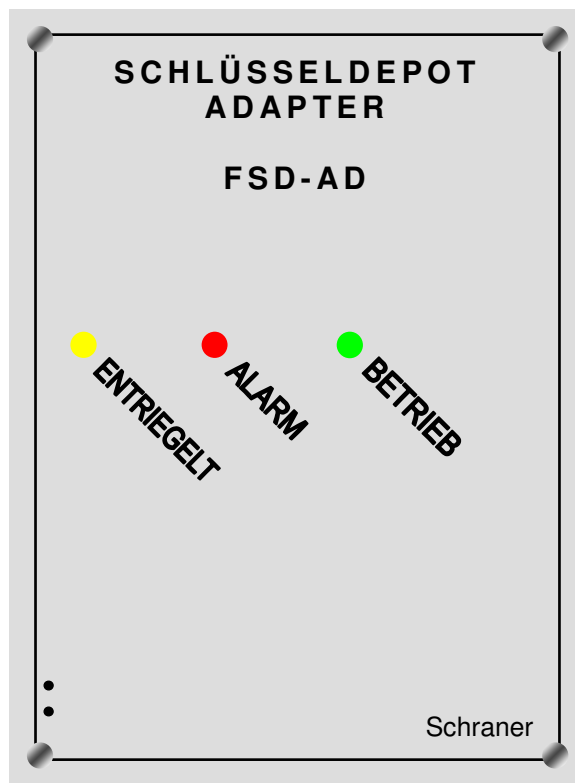 SCHLÜSSELDEPOT
ADAPTER
FSD-AD
ENTRIEGELT
ALARM
BETRIEB
Schraner